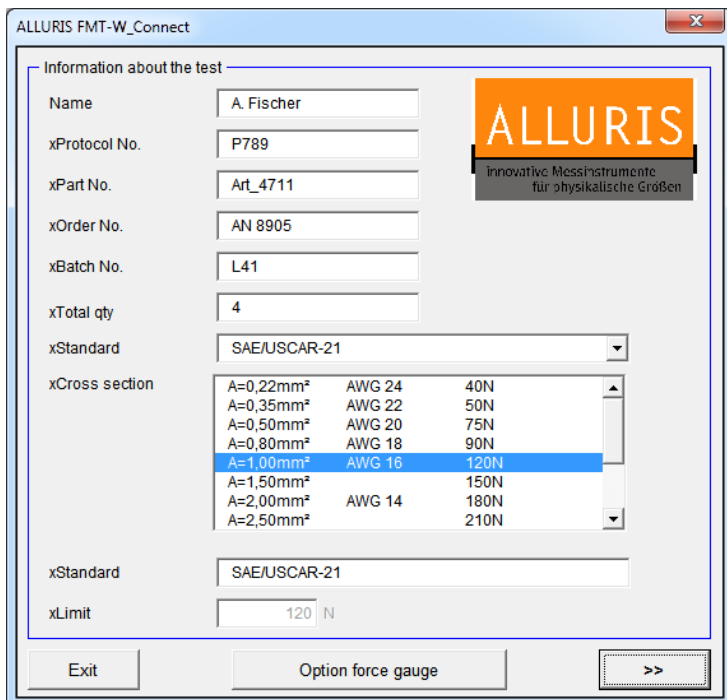 ALLURIS FMT-W_Connect
Information about the test
Name A. Fischer
xProtocol No. P789
xPart No. Art_4711
xOrder No. AN 8905
xBatch No. L41
xTotal qty 4
ALLURIS
innovative Messinstrumente
für physikalische Größen
xStandard SAE/USCAR-21
xCross section
A=0,22mm² AWG 24 40N
A=0,35mm² AWG 22 50N
A=0,50mm² AWG 20 75N
A=0,80mm² AWG 18 90N
A=1,00mm² AWG 16 120N
A=1,50mm² 150N
A=2,00mm² AWG 14 180N
A=2,50mm² 210N
xStandard SAE/USCAR-21
xLimit 120 N
Exit Option force gauge >>